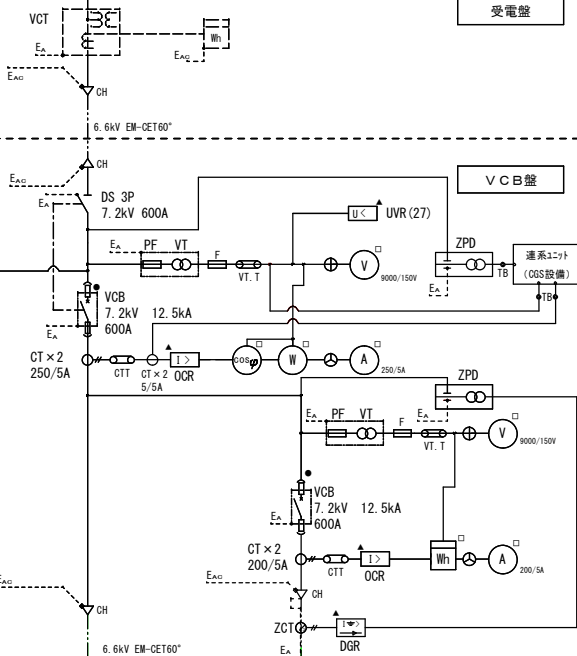 受電盤
VCT
Wh
EA
EAC
EAC
CH
6.6kV EM-CET60°
CH
EAC
VCB盤
DS 3P
7.2kV 600A
EA
U<
UVR(27)
EA
PF
VT
F
VT.T
V
9000/150V
ZPD
EA
TB
連系ユニット
(CGS設備)
TB
VCB
7.2kV 12.5kA
600A
EA
CT×2
250/5A
CTT
CT×2
5/5A
I>
OCR
cosφ
W
A
250/5A
ZPD
EA
EA
PF
VT
F
VT.T
V
9000/150V
VCB
7.2kV 12.5kA
600A
EA
CT×2
200/5A
CTT
I>
OCR
Wh
A
200/5A
EAC
EAC
CH
CH
ZCT
DGR
6.6kV EM-CET60°
EA